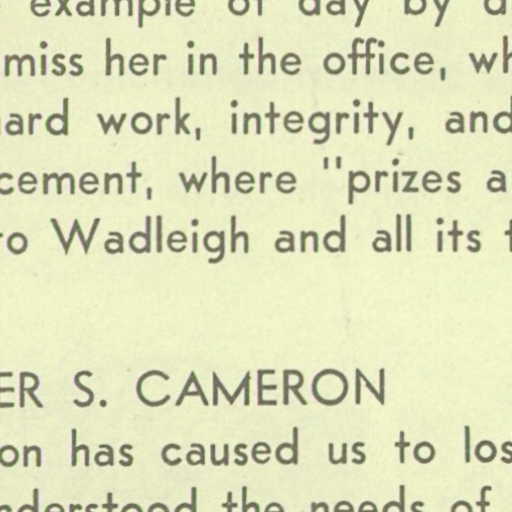 example of day by
miss her in the office, wh
ard work, integrity, and
cement, where "prizes a
to Wadleigh and all its
ER S. CAMERON
on has caused us to los
nderstood the needs of